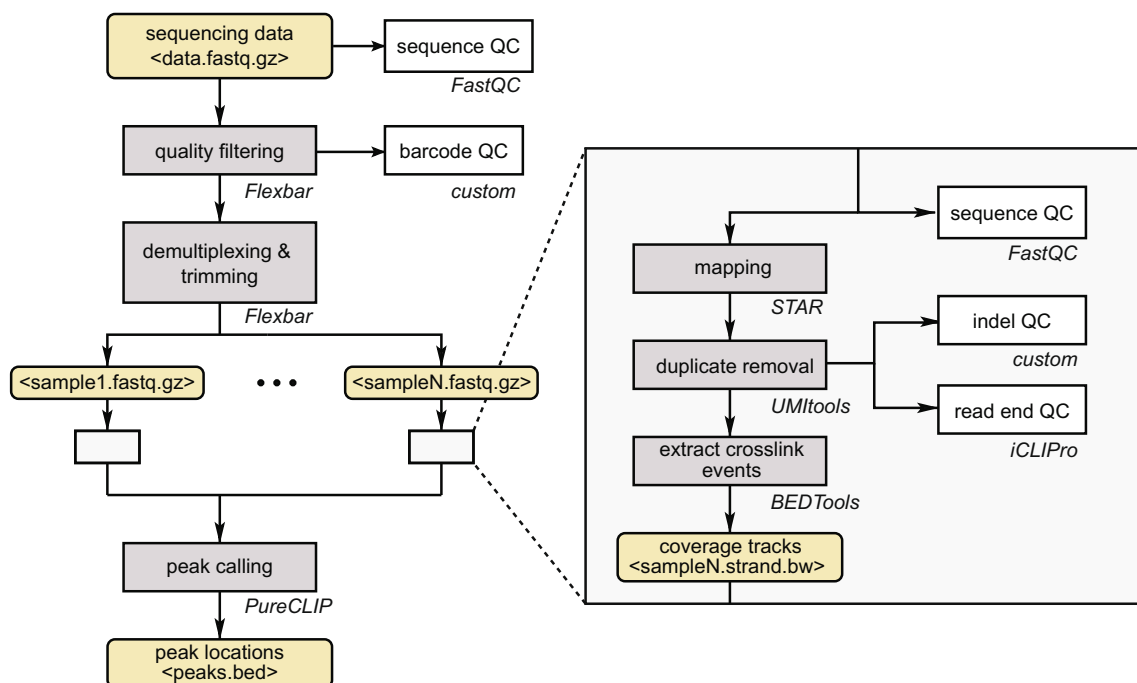 sequencing data
<data.fastq.gz>
sequence QC
FastQC
quality filtering
Flexbar
barcode QC
custom
demultiplexing &
trimming
Flexbar
<sample1.fastq.gz>
• • •
<sampleN.fastq.gz>
peak calling
PureCLIP
peak locations
<peaks.bed>
sequence QC
FastQC
mapping
STAR
duplicate removal
UMItools
indel QC
custom
read end QC
iCLIPro
extract crosslink
events
BEDTools
coverage tracks
<sampleN.strand.bw>